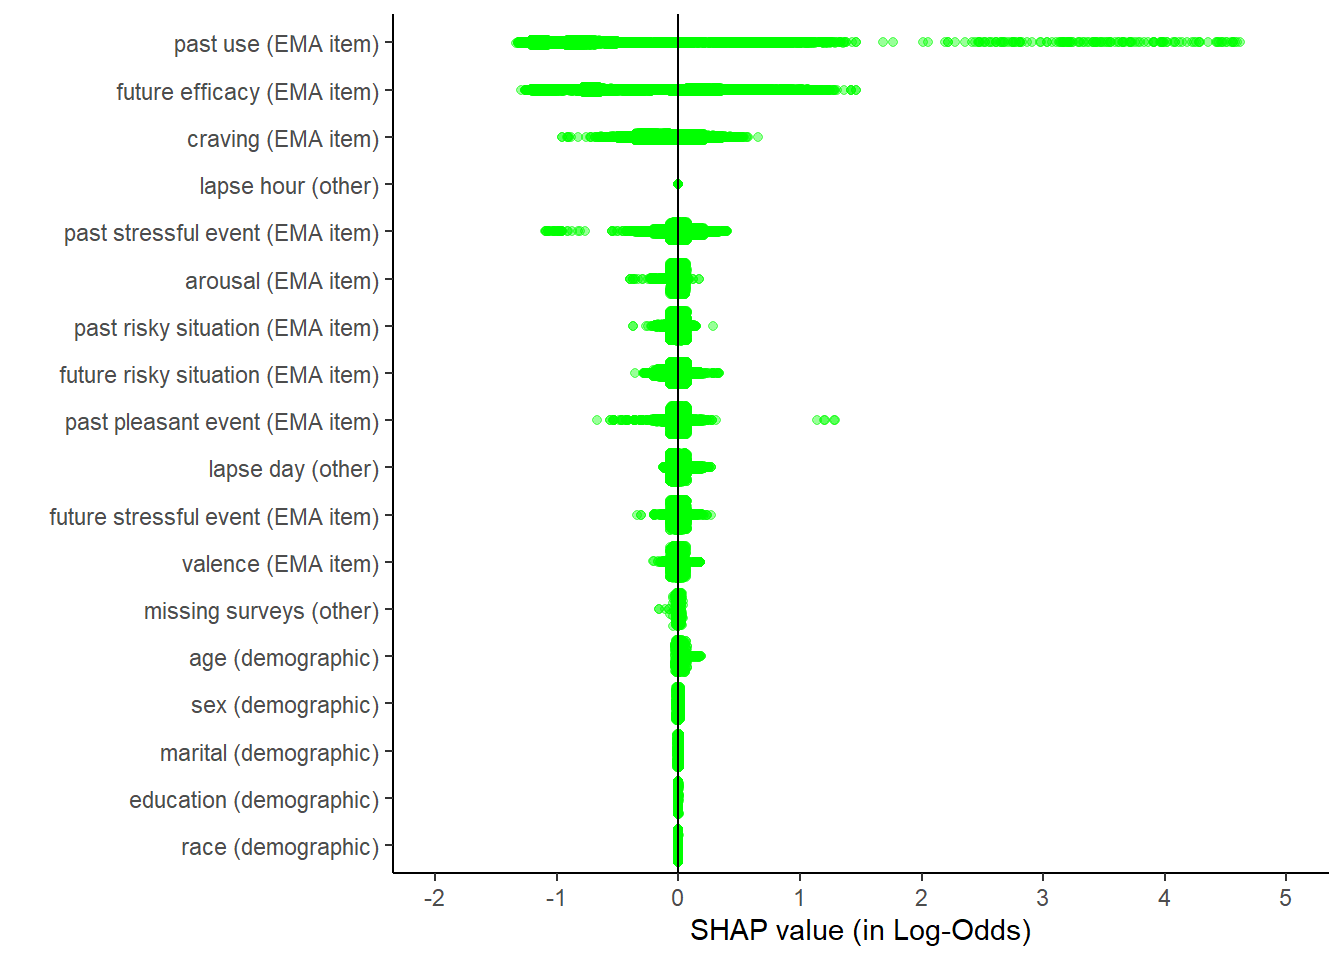 past use (EMA item)
future efficacy (EMA item)
craving (EMA item)
lapse hour (other)
past stressful event (EMA item)
arousal (EMA item)
past risky situation (EMA item)
future risky situation (EMA item)
past pleasant event (EMA item)
lapse day (other)
future stressful event (EMA item)
valence (EMA item)
missing surveys (other)
age (demographic)
sex (demographic)
marital (demographic)
education (demographic)
race (demographic)
-2 -1 0 1 2 3 4 5
SHAP value (in Log-Odds)